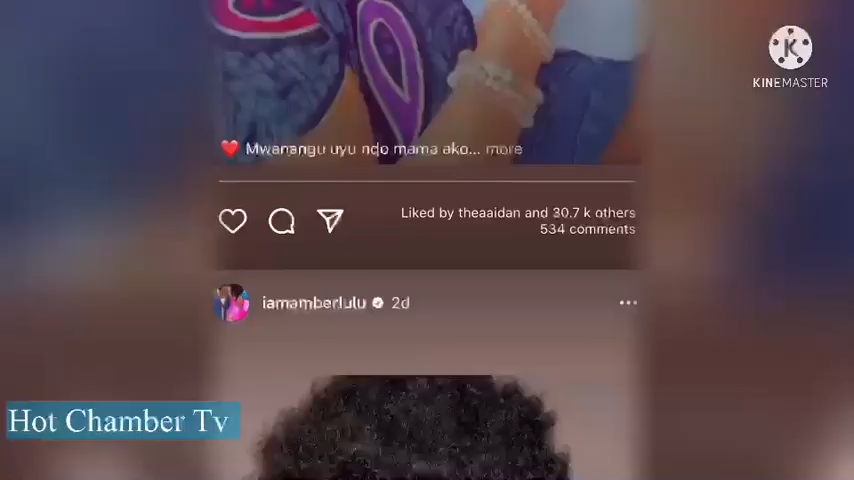 KINEMASTER
❤️ Mwanangu uyu ndo mama ako... more
Liked by theaaidan and 30.7 k others
534 comments
iamamberlulu 2d
Hot Chamber Tv